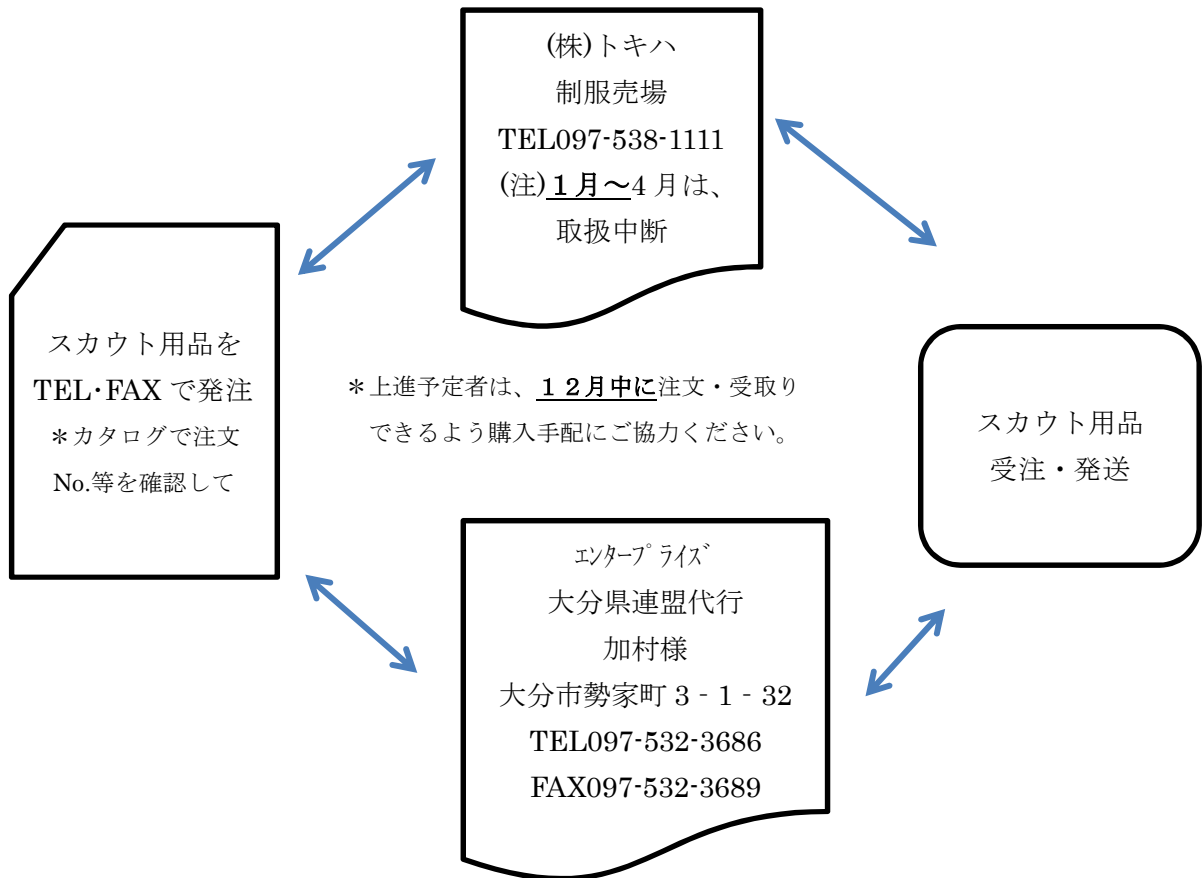 (株)トキハ
制服売場
TEL097-538-1111
(注)１月～4月は、
取扱中断
スカウト用品を
TEL・FAXで発注
＊カタログで注文
No.等を確認して
＊上進予定者は、１２月中に注文・受取り
できるよう購入手配にご協力ください。
スカウト用品
受注・発送
ｴﾝﾀｰﾌﾟﾗｲｽﾞ
大分県連盟代行
加村様
大分市勢家町3‐1‐32
TEL097-532-3686
FAX097-532-3689